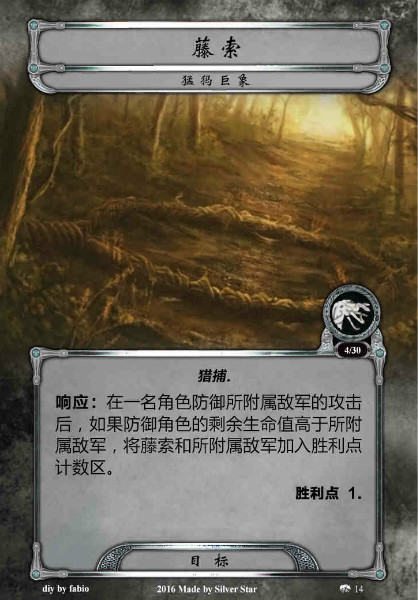 藤索
猛犸巨象
4/30
猎捕.
响应：在一名角色防御所附属敌军的攻击
后，如果防御角色的剩余生命值高于所附
属敌军，将藤索和所附属敌军加入胜利点
计数区。
胜利点 1.
目标
diy by fabio
2016 Made by Silver Star
14